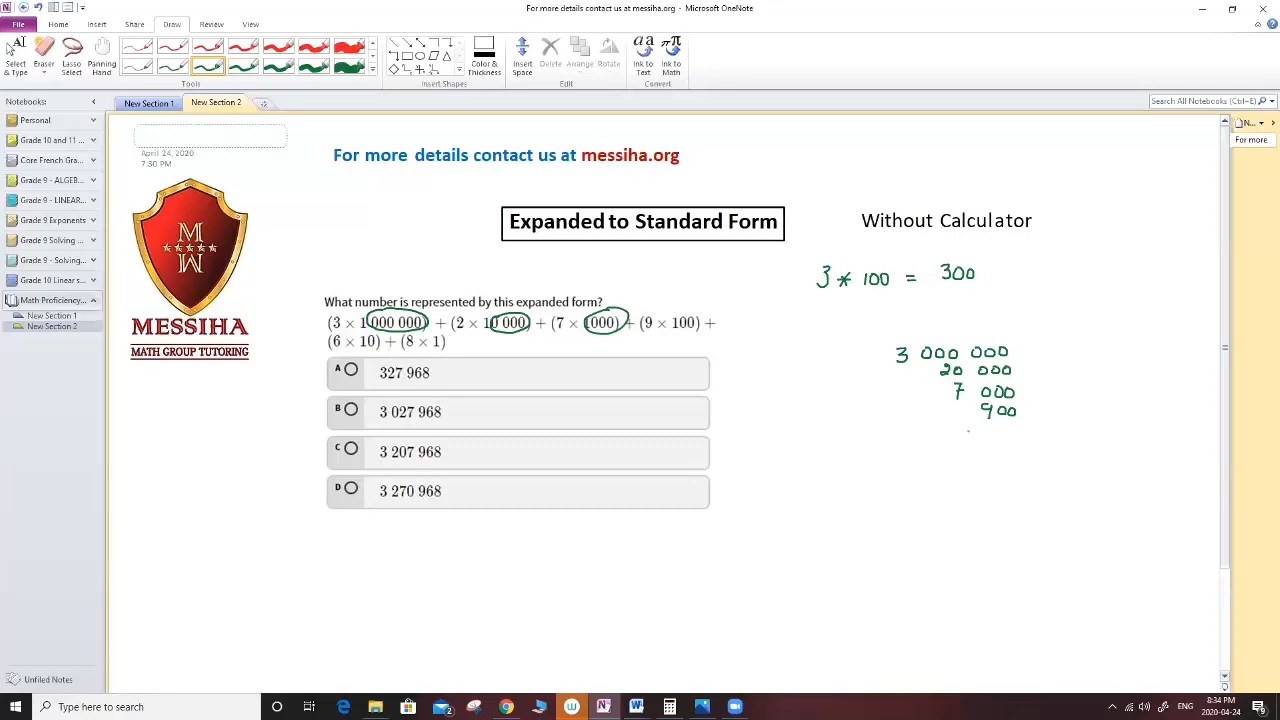 For more details contact us at messiha.org - Microsoft OneNote
File Home Insert Share Draw Review View
Select & Type
Eraser
Lasso Select
Panning Hand
Color & Thickness
Insert Space
Delete
Arrange
Rotate
Ink to Text
Ink to Math
Tools
Insert Shapes
Edit
Convert
Notebooks:
New Section 1
New Section 2
Search All Notebooks (Ctrl+E)
N...
For more
Personal
Grade 10 and 11 ...
Core French Gra...
Grade 9 - ALGEB...
Grade 9 - LINEAR...
Grade 9 Exponents
Grade 9 Solving ...
Grade 9 - Solving...
Grade 10 Linear s...
Math Proficiency...
New Section 1
New Section 2
Unfiled Notes
April 24, 2020
7:30 PM
M
W
MESSIHA
MATH GROUP TUTORING
For more details contact us at messiha.org
Expanded to Standard Form
Without Calculator
3 * 100 = 300
What number is represented by this expanded form?
(3 × 1 000 000) + (2 × 10 000) + (7 × 1000) + (9 × 100) +
(6 × 10) + (8 × 1)
A 327 968
B 3 027 968
C 3 207 968
D 3 270 968
3 000 000
20 000
7 000
900
Type here to search
8:34 PM
2020-04-24